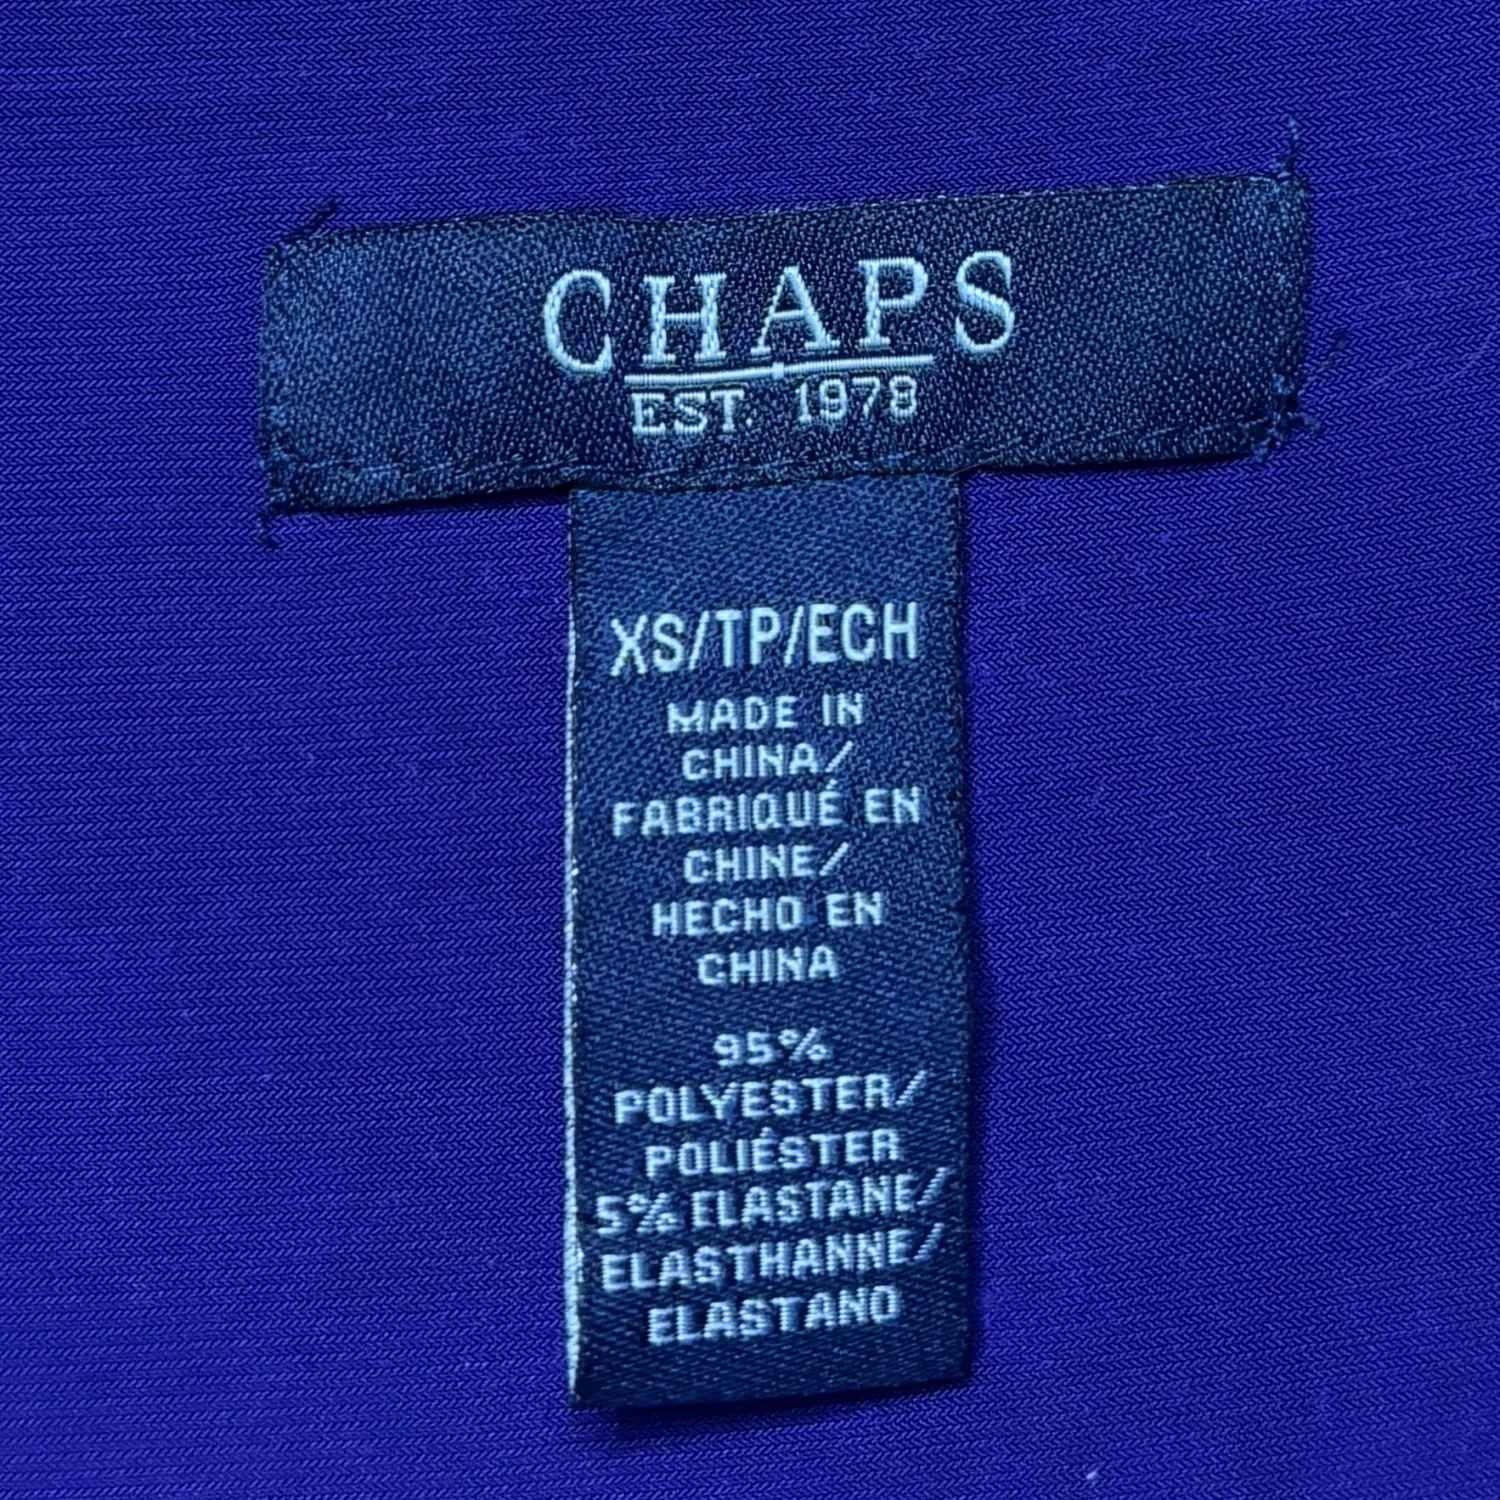 CHAPS
EST. 1978
XS/TP/ECH
MADE IN
CHINA/
FABRIQUÉ EN
CHINE/
HECHO EN
CHINA
95%
POLYESTER/
POLIÉSTER
5% ELASTANE/
ELASTHANNE/
ELASTANO